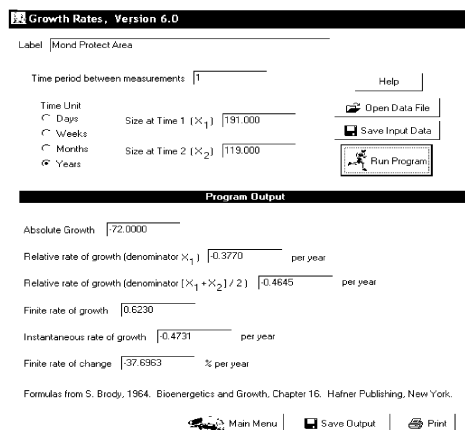 Growth Rates, Version 6.0
Label Mond Protect Area
Time period between measurements 1
Help
Time Unit
Days
Weeks
Months
Years
Size at Time 1 (X1) 191.000
Size at Time 2 (X2) 119.000
Open Data File
Save Input Data
Run Program
Program Output
Absolute Growth -72.0000
Relative rate of growth (denominator X1) -0.3770 per year
Relative rate of growth (denominator [X1+X2] / 2) -0.4645 per year
Finite rate of growth 0.6230
Instantaneous rate of growth -0.4731 per year
Finite rate of change -37.6963 % per year
Formulas from S. Brody, 1964. Bioenergetics and Growth, Chapter 16. Hafner Publishing, New York.
Main Menu Save Output Print